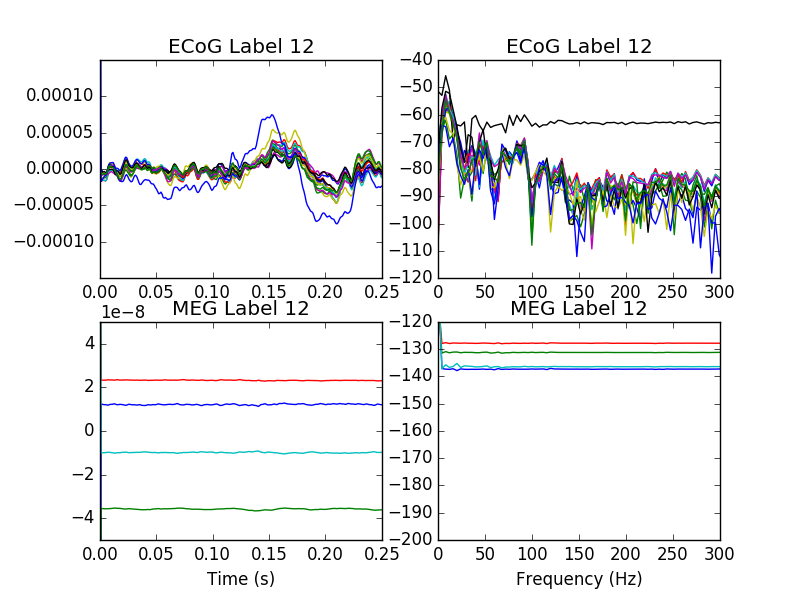 ECoG Label 12
0.00010
0.00005
0.00000
−0.00005
−0.00010
0.00 0.05 0.10 0.15 0.20 0.25
ECoG Label 12
−40
−50
−60
−70
−80
−90
−100
−110
−120
0 50 100 150 200 250 300
MEG Label 12
1e−8
4
2
0
−2
−4
0.00 0.05 0.10 0.15 0.20 0.25
Time (s)
MEG Label 12
−120
−130
−140
−150
−160
−170
−180
−190
−200
0 50 100 150 200 250 300
Frequency (Hz)